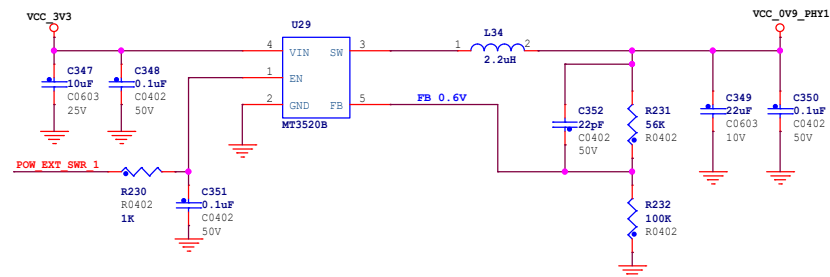 VCC_3V3
VCC_0V9_PHY1
U29
L34
4 VIN SW 3
1 2
2.2uH
C347
10uF
C0603
25V
C348
0.1uF
C0402
50V
1 EN
2 GND FB 5
FB 0.6V
MT3520B
C352
22pF
C0402
50V
R231
56K
R0402
C349
22uF
C0603
10V
C350
0.1uF
C0402
50V
POW_EXT_SWR_1
R230
R0402
1K
C351
0.1uF
C0402
50V
R232
100K
R0402